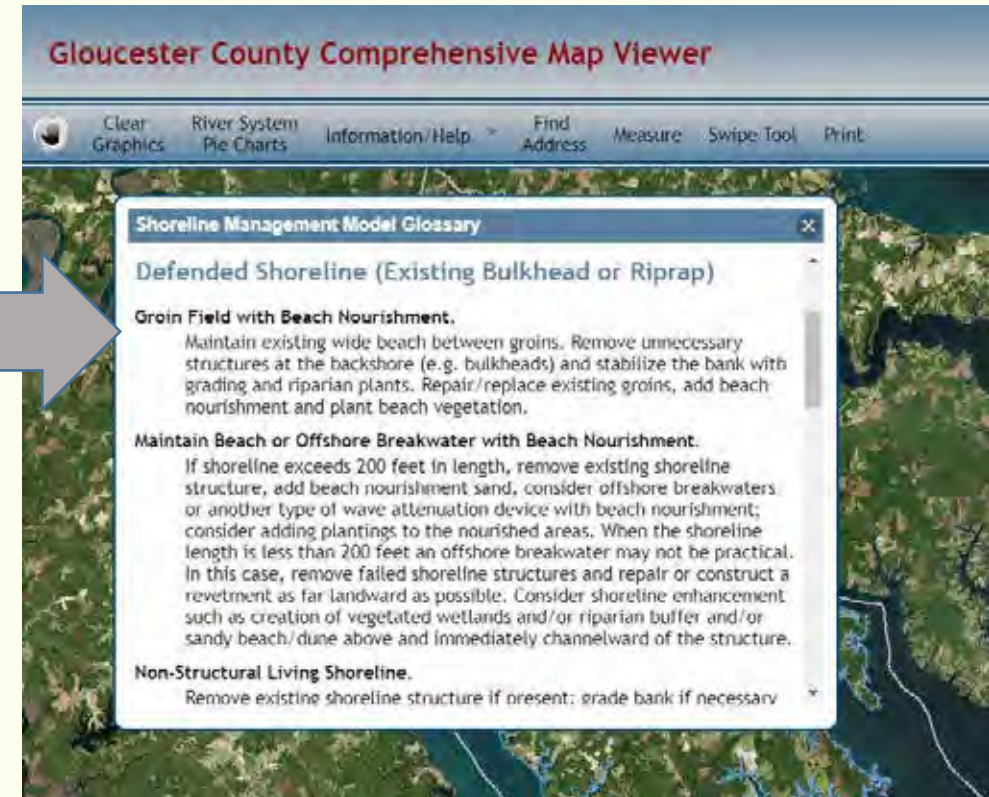 Gloucester County Comprehensive Map Viewer
Clear Graphics River System Pie Charts Information/Help Find Address Measure Swipe Tool Print
Shoreline Management Model Glossary x
Defended Shoreline (Existing Bulkhead or Riprap)
Groin Field with Beach Nourishment.
Maintain existing wide beach between groins. Remove unnecessary
structures at the backshore (e.g. bulkheads) and stabilize the bank with
grading and riparian plants. Repair/replace existing groins, add beach
nourishment and plant beach vegetation.
Maintain Beach or Offshore Breakwater with Beach Nourishment.
If shoreline exceeds 200 feet in length, remove existing shoreline
structure, add beach nourishment sand, consider offshore breakwaters
or another type of wave attenuation device with beach nourishment;
consider adding plantings to the nourished areas. When the shoreline
length is less than 200 feet an offshore breakwater may not be practical.
In this case, remove failed shoreline structures and repair or construct a
revetment as far landward as possible. Consider shoreline enhancement
such as creation of vegetated wetlands and/or riparian buffer and/or
sandy beach/dune above and immediately channelward of the structure.
Non-Structural Living Shoreline.
Remove existing shoreline structure if present; grade bank if necessary